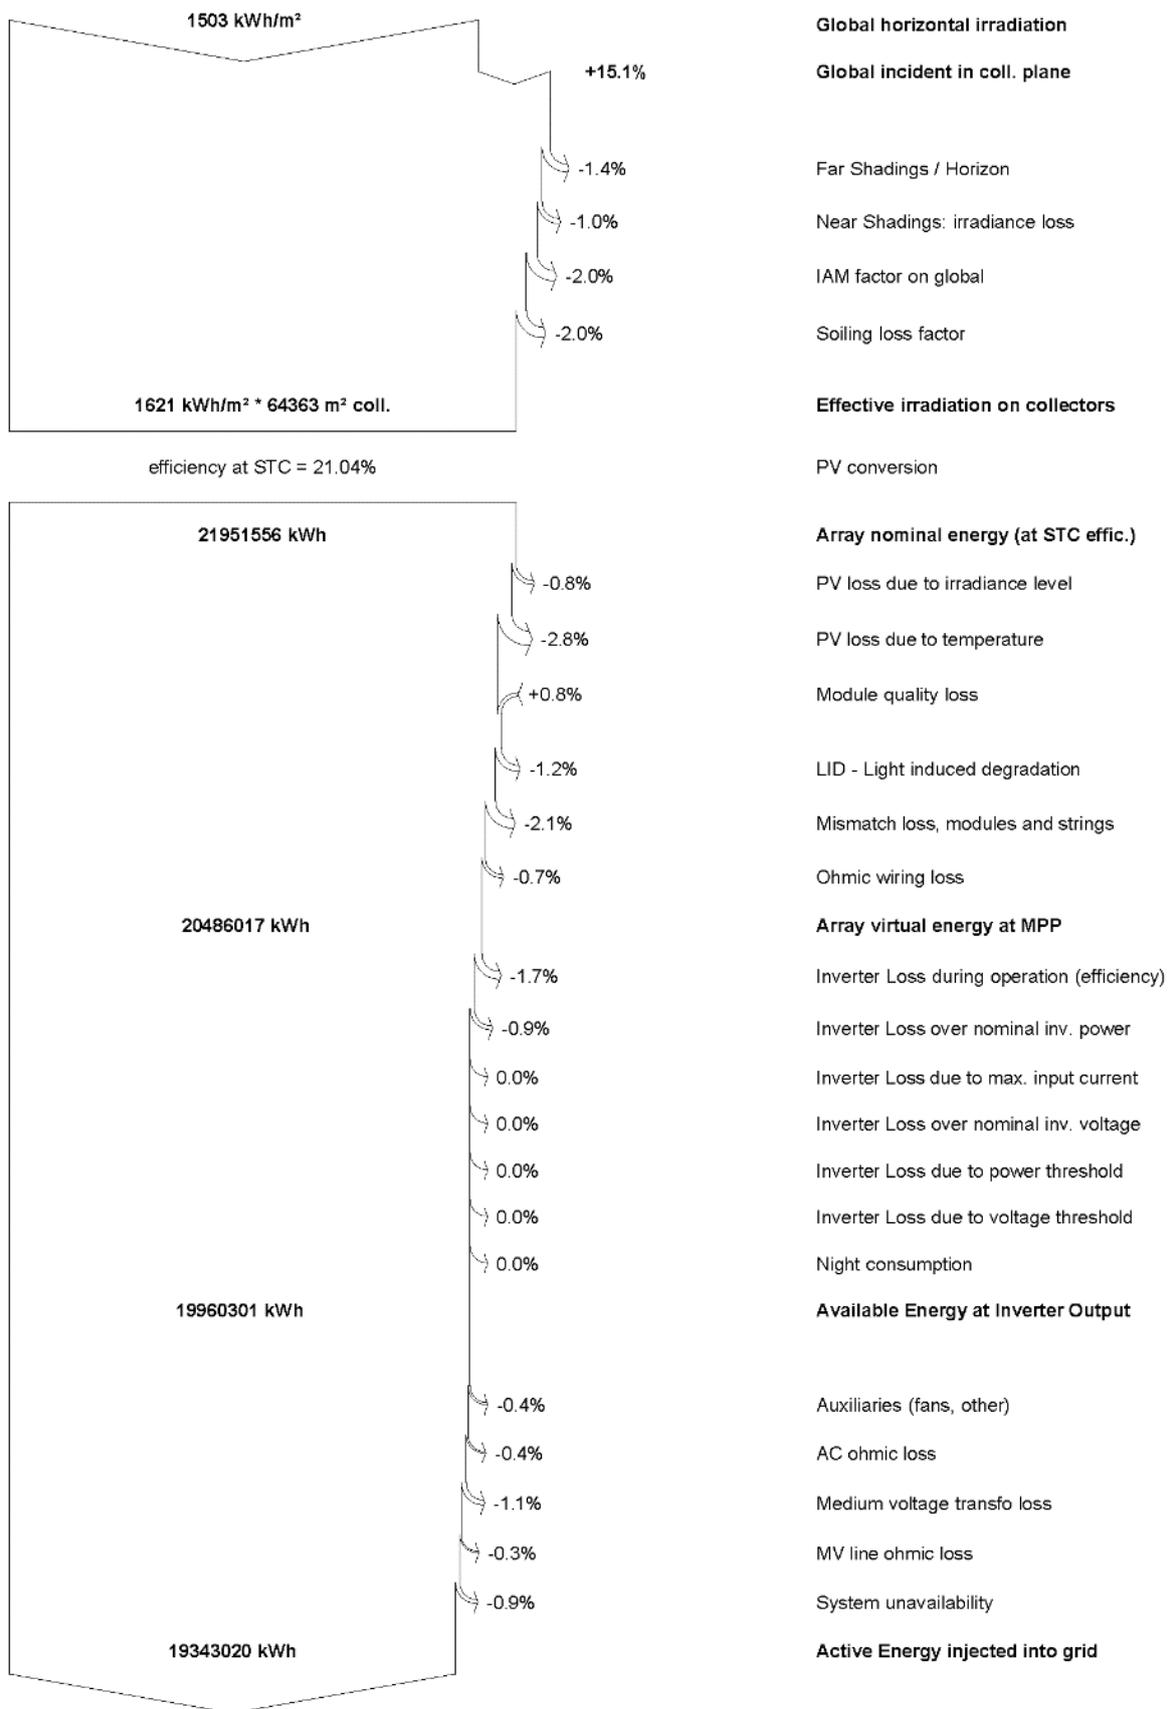 1503 kWh/m² Global horizontal irradiation
+15.1% Global incident in coll. plane
-1.4% Far Shadings / Horizon
-1.0% Near Shadings: irradiance loss
-2.0% IAM factor on global
-2.0% Soiling loss factor
1621 kWh/m² * 64363 m² coll. Effective irradiation on collectors
efficiency at STC = 21.04% PV conversion
21951556 kWh Array nominal energy (at STC effic.)
-0.8% PV loss due to irradiance level
-2.8% PV loss due to temperature
+0.8% Module quality loss
-1.2% LID - Light induced degradation
-2.1% Mismatch loss, modules and strings
-0.7% Ohmic wiring loss
20486017 kWh Array virtual energy at MPP
-1.7% Inverter Loss during operation (efficiency)
-0.9% Inverter Loss over nominal inv. power
0.0% Inverter Loss due to max. input current
0.0% Inverter Loss over nominal inv. voltage
0.0% Inverter Loss due to power threshold
0.0% Inverter Loss due to voltage threshold
0.0% Night consumption
19960301 kWh Available Energy at Inverter Output
-0.4% Auxiliaries (fans, other)
-0.4% AC ohmic loss
-1.1% Medium voltage transfo loss
-0.3% MV line ohmic loss
-0.9% System unavailability
19343020 kWh Active Energy injected into grid